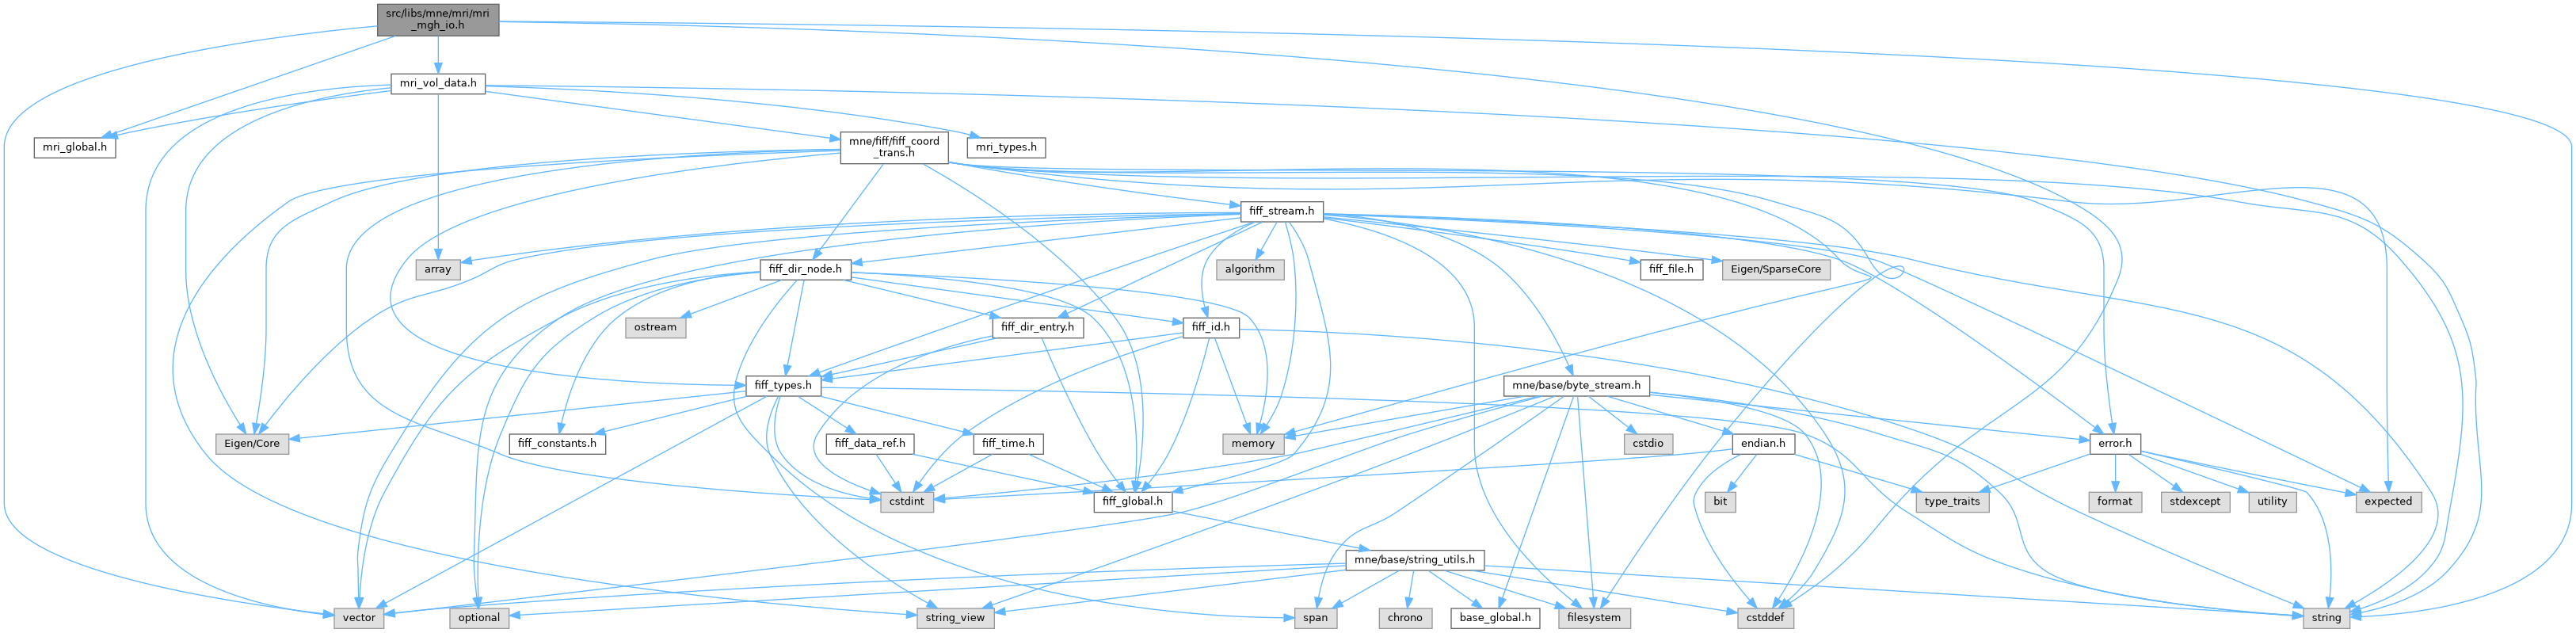 src/libs/mne/mri/mri
_mgh_io.h
mri_vol_data.h
mri_global.h
mne/fiff/fiff_coord
_trans.h
mri_types.h
fiff_stream.h
array
fiff_dir_node.h
algorithm
fiff_file.h
Eigen/SparseCore
ostream
fiff_dir_entry.h
fiff_id.h
fiff_types.h
mne/base/byte_stream.h
Eigen/Core
fiff_constants.h
fiff_data_ref.h
fiff_time.h
memory
cstdio
endian.h
error.h
cstdint
fiff_global.h
bit
type_traits
format
stdexcept
utility
expected
mne/base/string_utils.h
vector
optional
string_view
span
chrono
base_global.h
filesystem
cstddef
string